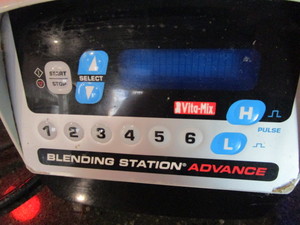 START
STOP
SELECT
Vita-Mix
H
PULSE
L
1 2 3 4 5 6
BLENDING STATION® ADVANCE